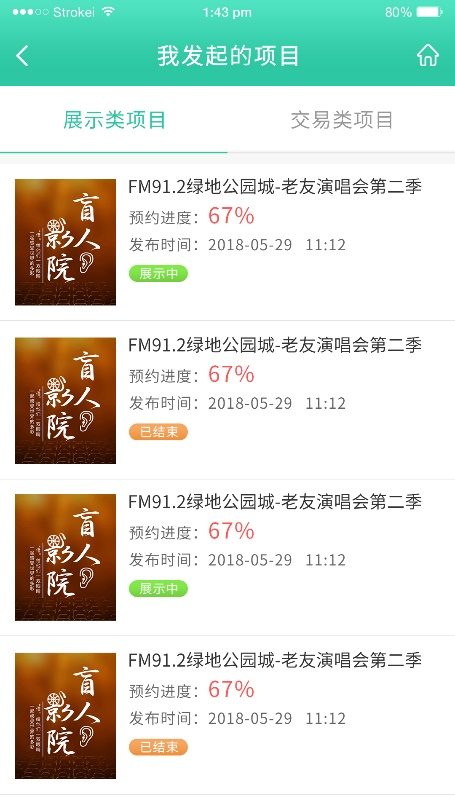 Strokei
1:43 pm
80%
我发起的项目
展示类项目
交易类项目
盲人
影院
FM91.2绿地公园城-老友演唱会第二季
预约进度：67%
发布时间：2018-05-29 11:12
展示中
盲人
影院
FM91.2绿地公园城-老友演唱会第二季
预约进度：67%
发布时间：2018-05-29 11:12
已结束
盲人
影院
FM91.2绿地公园城-老友演唱会第二季
预约进度：67%
发布时间：2018-05-29 11:12
展示中
盲人
影院
FM91.2绿地公园城-老友演唱会第二季
预约进度：67%
发布时间：2018-05-29 11:12
已结束